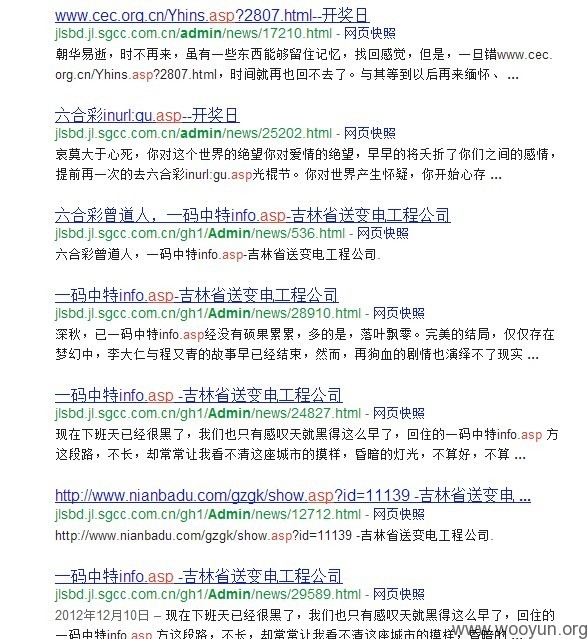 www.cec.org.cn/Yhins.asp?2807.html--开奖日
jlsbd.jl.sgcc.com.cn/admin/news/17210.html - 网页快照
朝华易逝，时不再来，虽有一些东西能够留住记忆，找回感觉，但是，一旦错www.cec.
org.cn/Yhins.asp?2807.html，时间就再也回不去了。与其等到以后再来缅怀、 ...
六合彩inurl:gu.asp--开奖日
jlsbd.jl.sgcc.com.cn/admin/news/25202.html - 网页快照
哀莫大于心死，你对这个世界的绝望你对爱情的绝望，早早的将夭折了你们之间的感情，
提前再一次的去六合彩inurl:gu.asp光棍节。你对世界产生怀疑，你开始心存 ...
六合彩曾道人，一码中特info.asp-吉林省送变电工程公司
jlsbd.jl.sgcc.com.cn/gh1/Admin/news/536.html - 网页快照
六合彩曾道人，一码中特info.asp-吉林省送变电工程公司.
一码中特info.asp-吉林省送变电工程公司
jlsbd.jl.sgcc.com.cn/gh1/Admin/news/28910.html - 网页快照
深秋，已一码中特info.asp经没有硕果累累，多的是，落叶飘零。完美的结局，仅仅存在
梦幻中，李大仁与程又青的故事早已经结束，然而，再狗血的剧情也演绎不了现实 ...
一码中特info.asp -吉林省送变电工程公司
jlsbd.jl.sgcc.com.cn/gh1/Admin/news/24827.html - 网页快照
现在下班天已经很黑了，我们也只有感叹天就黑得这么早了，回住的一码中特info.asp 方
这段路，不长，却常常让我看不清这座城市的摸样，昏暗的灯光，不算好，不算 ...
http://www.nianbadu.com/gzgk/show.asp?id=11139 -吉林省送变电 ...
jlsbd.jl.sgcc.com.cn/gh1/Admin/news/12712.html - 网页快照
http://www.nianbadu.com/gzgk/show.asp?id=11139 -吉林省送变电工程公司.
一码中特info.asp -吉林省送变电工程公司
jlsbd.jl.sgcc.com.cn/gh1/Admin/news/29589.html - 网页快照
2012年12月10日 – 现在下班天已经很黑了，我们也只有感叹天就黑得这么早了，回住的一
码中特info.asp 方这段路，不长，却常常让我看不清这座城市的摸样，昏暗的 ...
www.wooyun.org